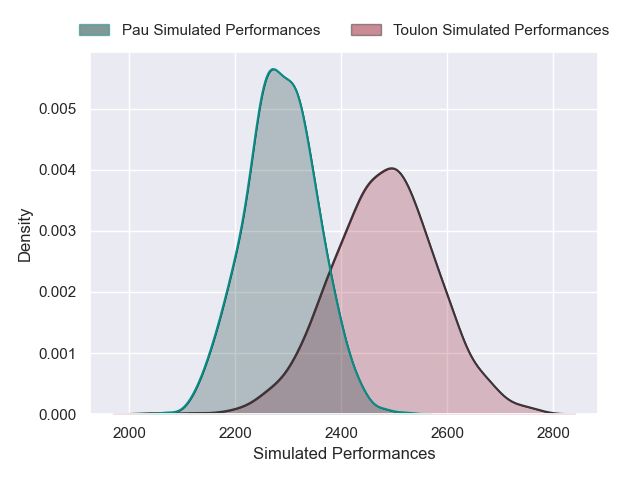 Pau Simulated Performances
Toulon Simulated Performances
0.005
0.004
0.003
0.002
0.001
0.000
Density
2000 2200 2400 2600 2800
Simulated Performances